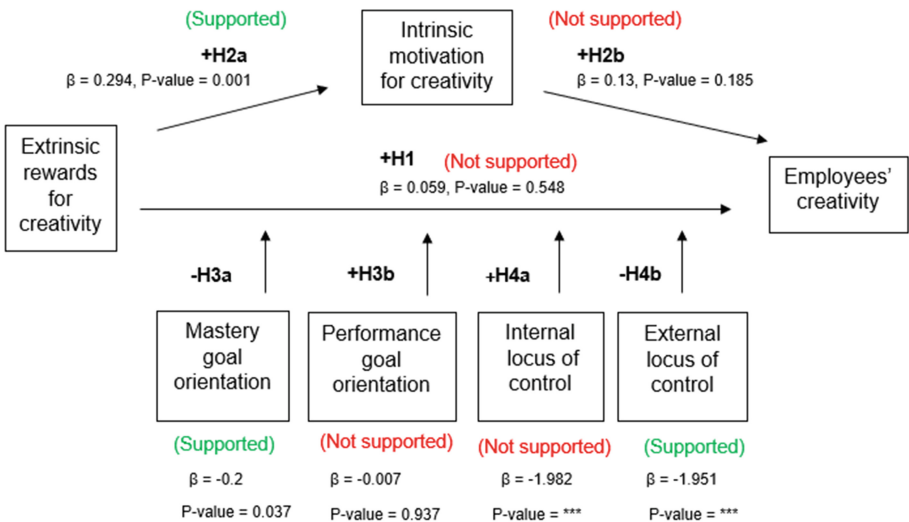 (Supported)
+H2a
β = 0.294, P-value = 0.001
Intrinsic
motivation
for creativity
(Not supported)
+H2b
β = 0.13, P-value = 0.185
Extrinsic
rewards
for
creativity
+H1 (Not supported)
β = 0.059, P-value = 0.548
Employees'
creativity
-H3a
+H3b
+H4a
-H4b
Mastery
goal
orientation
Performance
goal
orientation
Internal
locus of
control
External
locus of
control
(Supported)
(Not supported)
(Not supported)
(Supported)
β = -0.2
β = -0.007
β = -1.982
β = -1.951
P-value = 0.037
P-value = 0.937
P-value = ***
P-value = ***